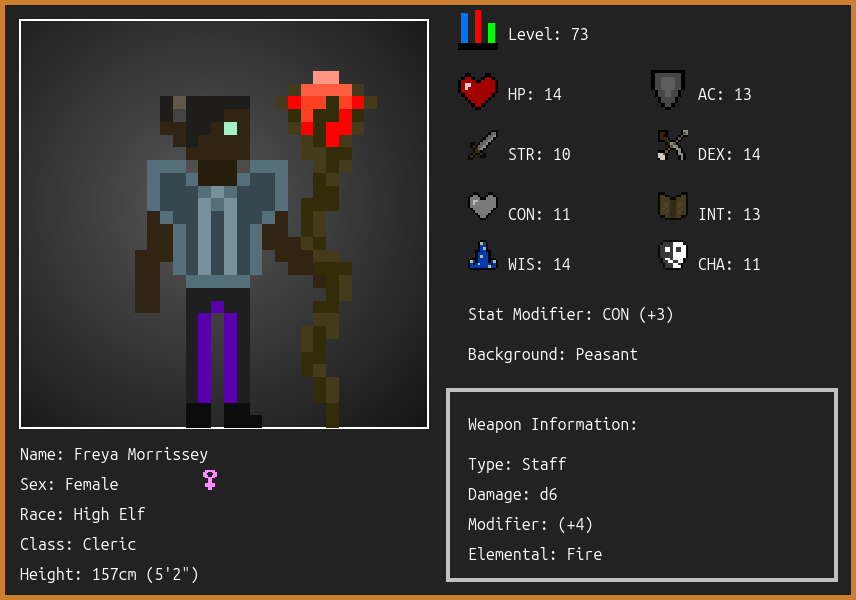 Level: 73
HP: 14
AC: 13
STR: 10
DEX: 14
CON: 11
INT: 13
WIS: 14
CHA: 11
Stat Modifier: CON (+3)
Background: Peasant
Weapon Information:
Type: Staff
Damage: d6
Modifier: (+4)
Elemental: Fire
Name: Freya Morrissey
Sex: Female
Race: High Elf
Class: Cleric
Height: 157cm (5'2")